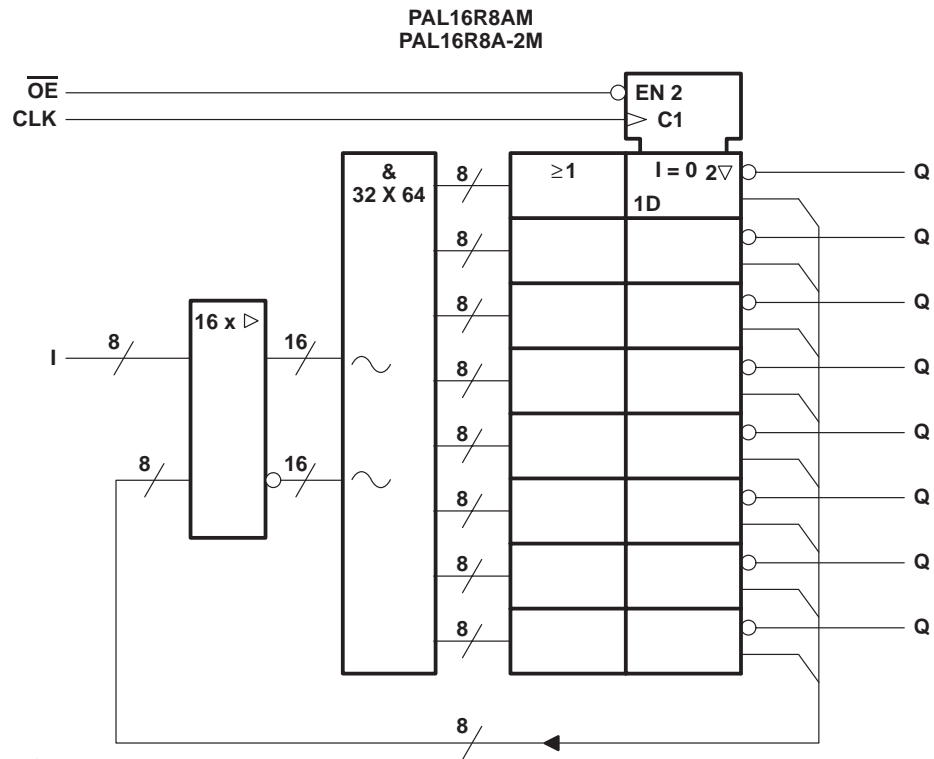 PAL16R8AM
PAL16R8A-2M
OE
EN 2
CLK
C1
&
32 X 64
8
≥1
I = 0 2▽
1D
Q
8
Q
8
Q
16 x ▷
8
16
I
8
Q
8
Q
8
16
8
Q
8
Q
8
Q
8